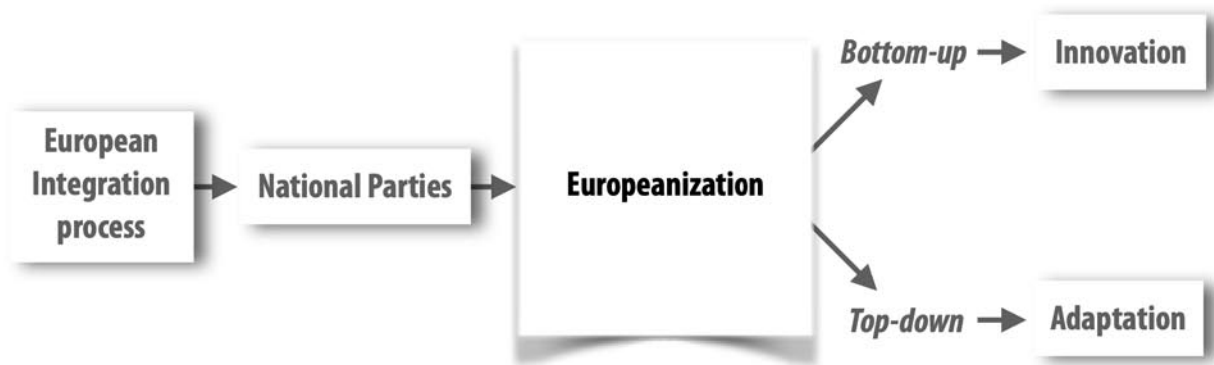 European
Integration
process
National Parties
Europeanization
Bottom-up
Innovation
Top-down
Adaptation